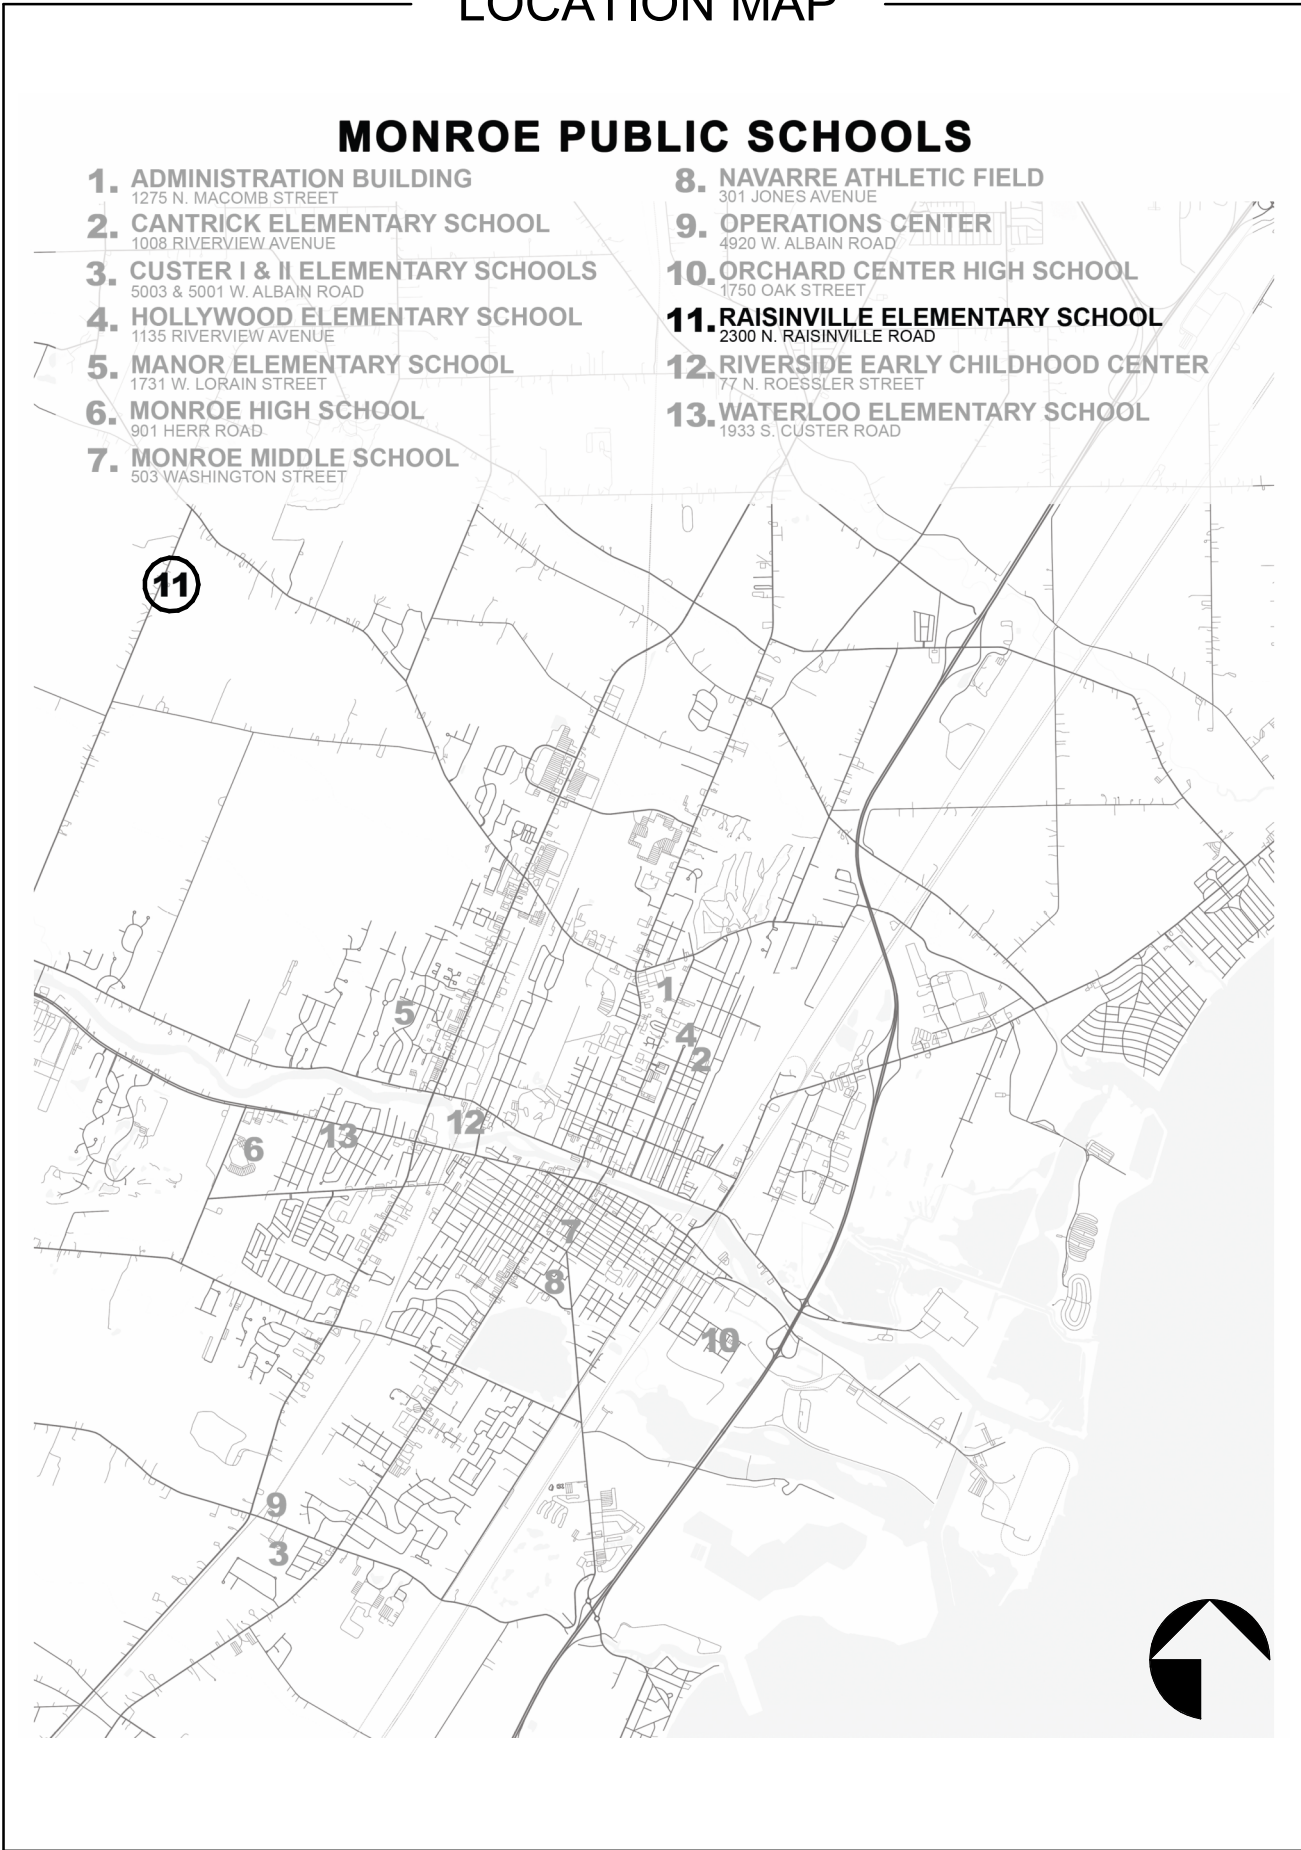 LOCATION MAP
MONROE PUBLIC SCHOOLS
1. ADMINISTRATION BUILDING
1275 N. MACOMB STREET
2. CANTRICK ELEMENTARY SCHOOL
1008 RIVERVIEW AVENUE
3. CUSTER I & II ELEMENTARY SCHOOLS
5003 & 5001 W. ALBAIN ROAD
4. HOLLYWOOD ELEMENTARY SCHOOL
1135 RIVERVIEW AVENUE
5. MANOR ELEMENTARY SCHOOL
1731 W. LORAIN STREET
6. MONROE HIGH SCHOOL
901 HERR ROAD
7. MONROE MIDDLE SCHOOL
503 WASHINGTON STREET
8. NAVARRE ATHLETIC FIELD
301 JONES AVENUE
9. OPERATIONS CENTER
4920 W. ALBAIN ROAD
10. ORCHARD CENTER HIGH SCHOOL
1750 OAK STREET
11. RAISINVILLE ELEMENTARY SCHOOL
2300 N. RAISINVILLE ROAD
12. RIVERSIDE EARLY CHILDHOOD CENTER
77 N. ROESSLER STREET
13. WATERLOO ELEMENTARY SCHOOL
1933 S. CUSTER ROAD
11
1
5
4
2
12
13
6
7
8
10
9
3